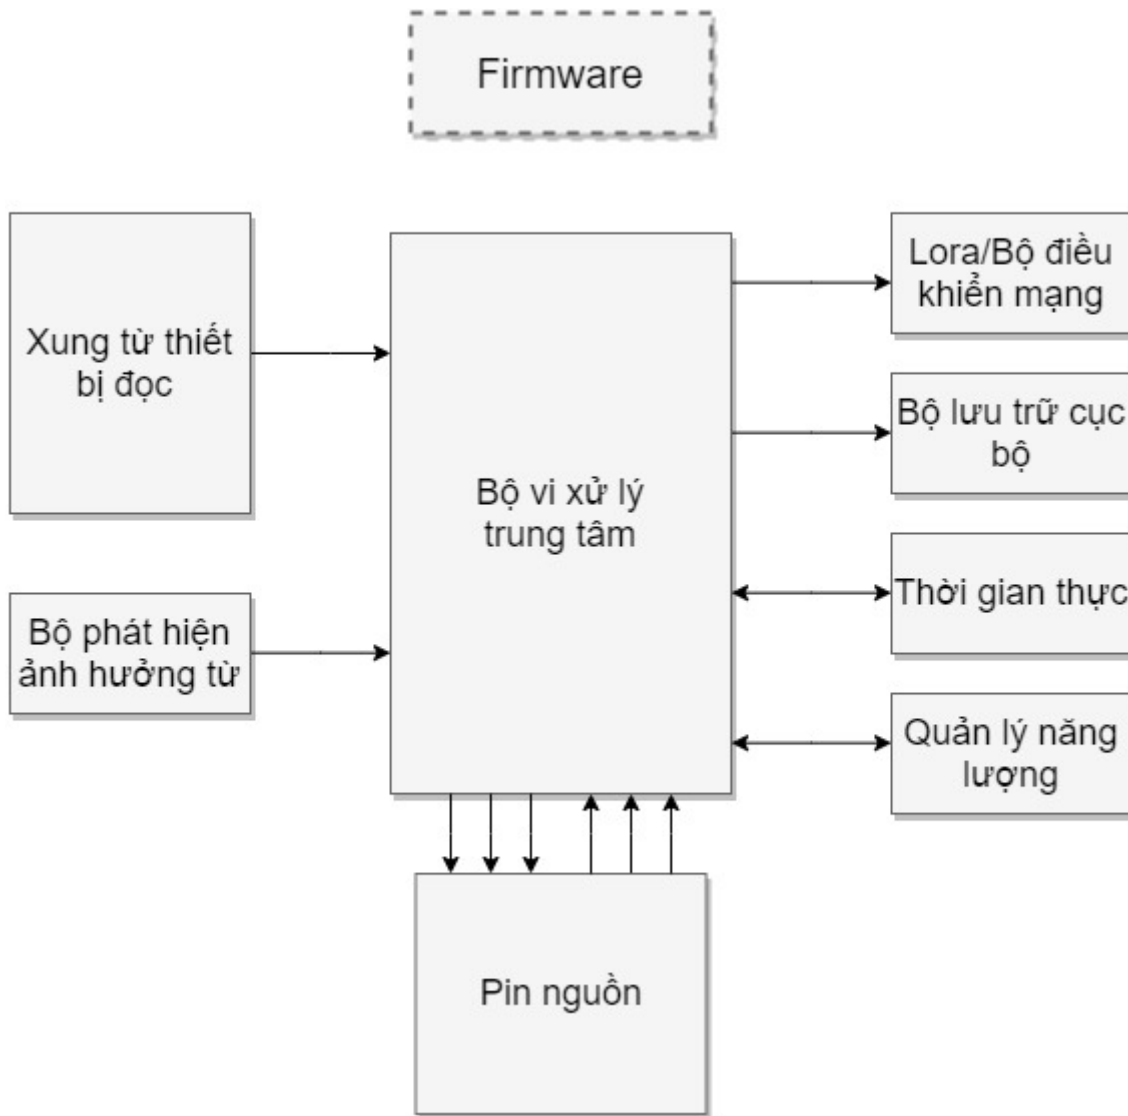 Firmware
Xung từ thiết
bị đọc
Bộ phát hiện
ảnh hưởng từ
Bộ vi xử lý
trung tâm
Lora/Bộ điều
khiển mạng
Bộ lưu trữ cục
bộ
Thời gian thực
Quản lý năng
lượng
Pin nguồn